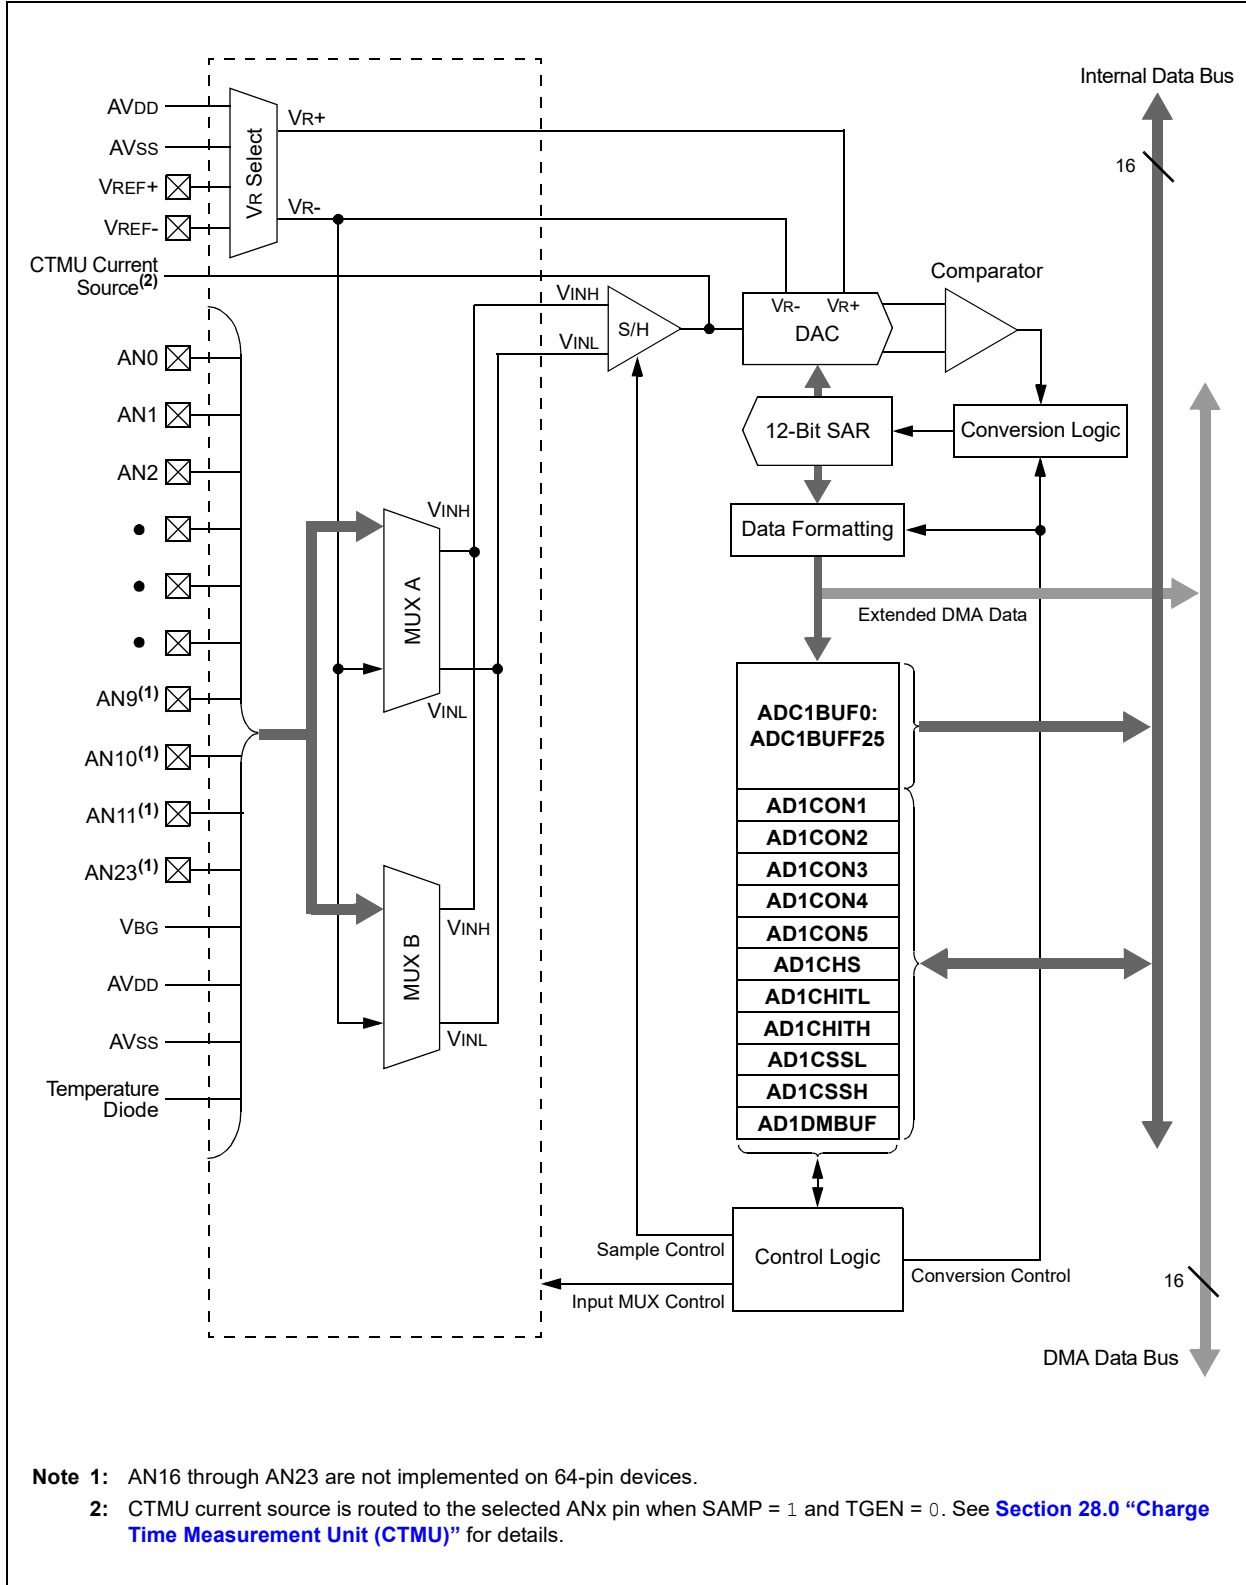 Internal Data Bus
16
AVDD
AVSS
VREF+
VREF-
VR Select
VR+
VR-
CTMU Current
Source(2)
VINH
VINL
S/H
VR- VR+
DAC
Comparator
AN0
AN1
AN2
AN9(1)
AN10(1)
AN11(1)
AN23(1)
VBG
AVDD
AVSS
Temperature
Diode
VINH
MUX A
VINL
MUX B
VINH
VINL
12-Bit SAR
Conversion Logic
Data Formatting
Extended DMA Data
ADC1BUF0:
ADC1BUFF25
AD1CON1
AD1CON2
AD1CON3
AD1CON4
AD1CON5
AD1CHS
AD1CHITL
AD1CHITH
AD1CSSL
AD1CSSH
AD1DMBUF
Sample Control
Control Logic
Input MUX Control
Conversion Control
16
DMA Data Bus
Note 1: AN16 through AN23 are not implemented on 64-pin devices.
2: CTMU current source is routed to the selected ANx pin when SAMP = 1 and TGEN = 0. See Section 28.0 “Charge
Time Measurement Unit (CTMU)” for details.